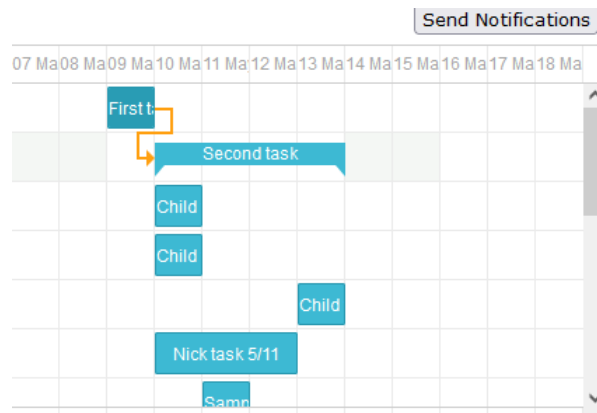 Send Notifications
07 Ma 08 Ma 09 Ma 10 Ma 11 Ma 12 Ma 13 Ma 14 Ma 15 Ma 16 Ma 17 Ma 18 Ma
First t
Second task
Child
Child
Child
Nick task 5/11
Samp